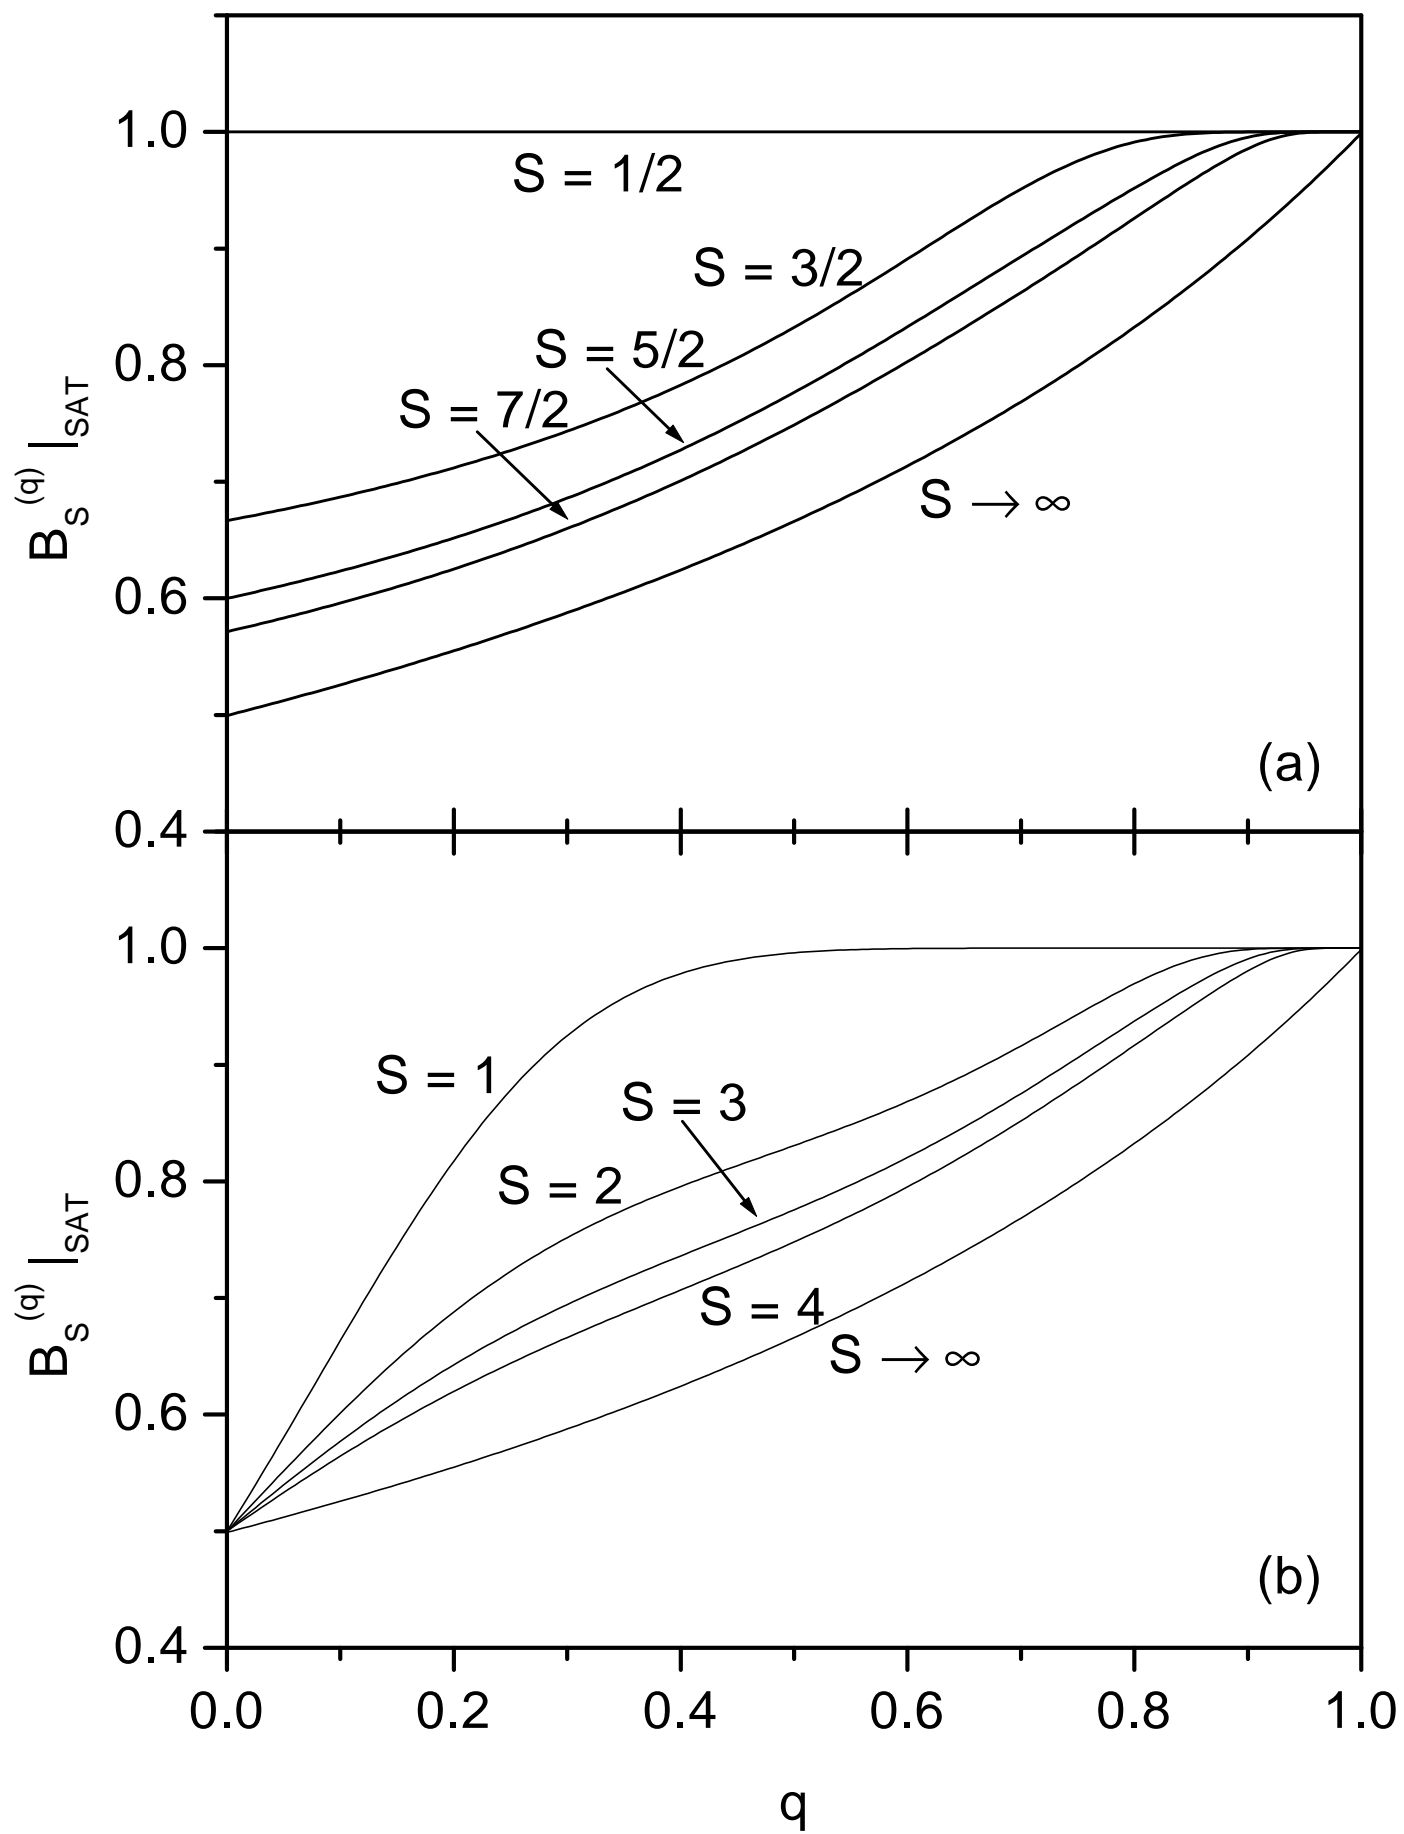 1.0
S = 1/2
S = 3/2
0.8
S = 5/2
S = 7/2
B_S^(q) |_SAT
S → ∞
0.6
(a)
0.4
1.0
S = 1
S = 3
0.8
S = 2
B_S^(q) |_SAT
S = 4
S → ∞
0.6
(b)
0.4
0.0 0.2 0.4 0.6 0.8 1.0
q